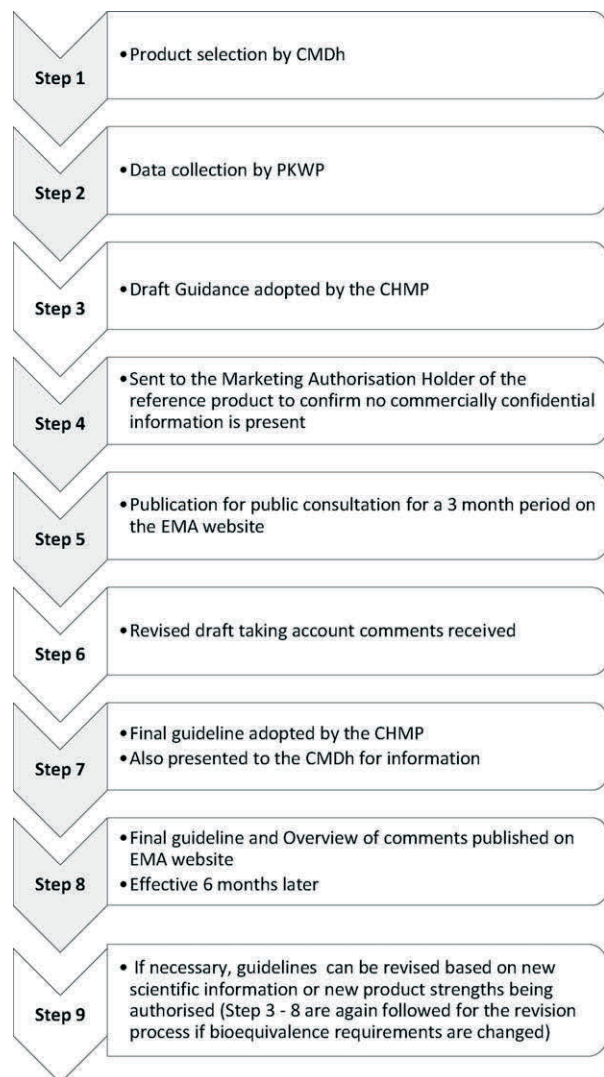 Step 1
•Product selection by CMDh
Step 2
•Data collection by PKWP
Step 3
•Draft Guidance adopted by the CHMP
Step 4
•Sent to the Marketing Authorisation Holder of the
reference product to confirm no commercially confidential
information is present
Step 5
•Publication for public consultation for a 3 month period on
the EMA website
Step 6
•Revised draft taking account comments received
Step 7
•Final guideline adopted by the CHMP
•Also presented to the CMDh for information
Step 8
•Final guideline and Overview of comments published on
EMA website
•Effective 6 months later
Step 9
• If necessary, guidelines can be revised based on new
scientific information or new product strengths being
authorised (Step 3 - 8 are again followed for the revision
process if bioequivalence requirements are changed)